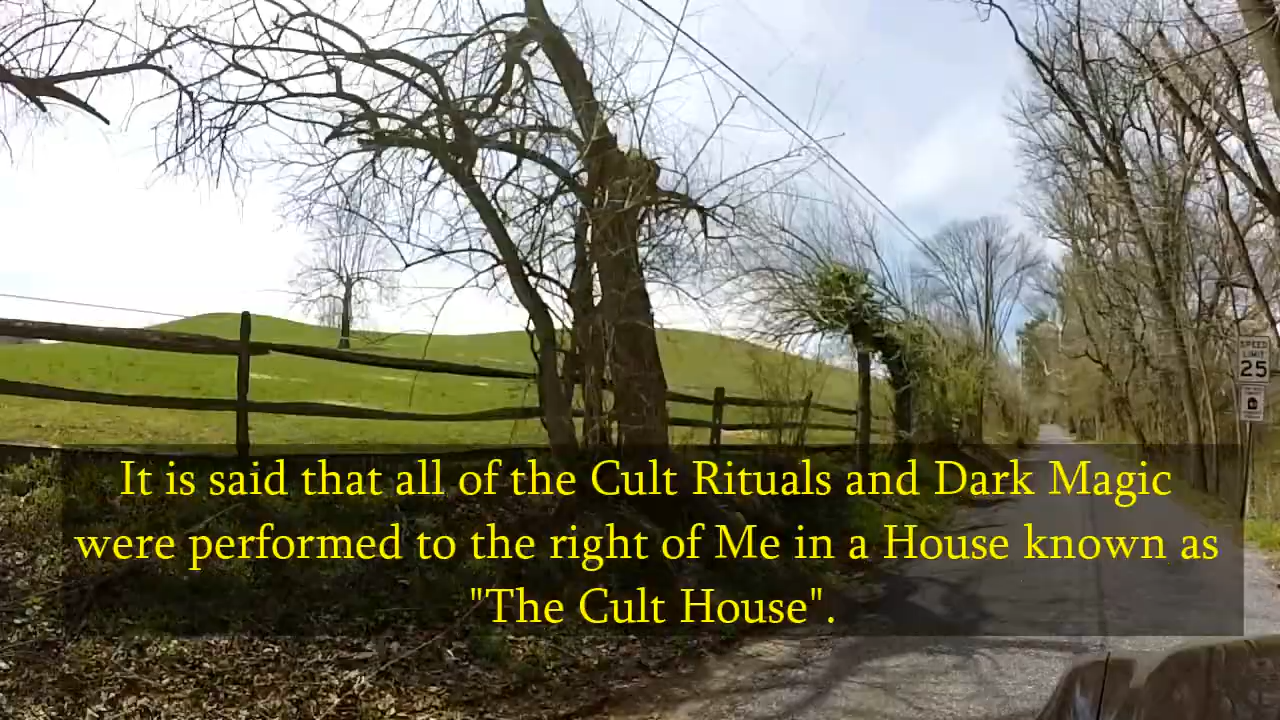 SPEED
LIMIT
25
It is said that all of the Cult Rituals and Dark Magic
were performed to the right of Me in a House known as
"The Cult House".